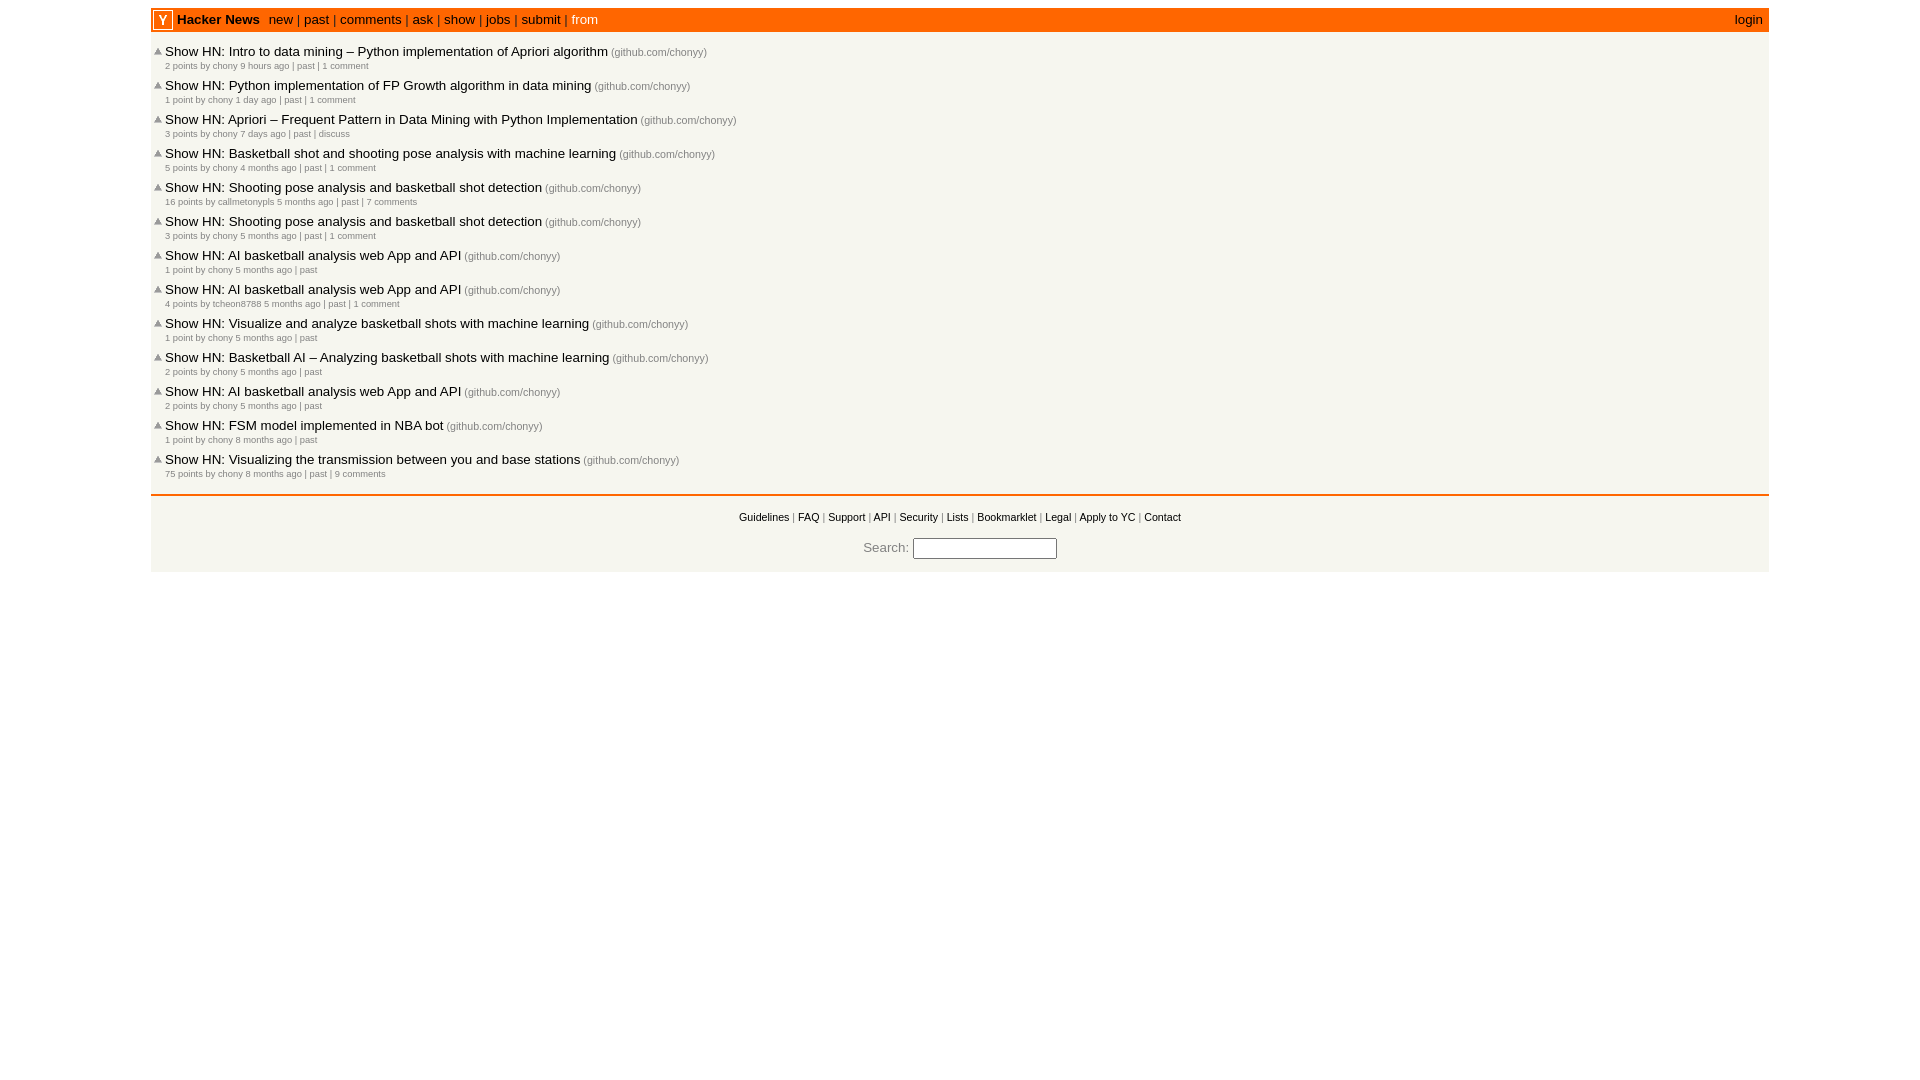 Y Hacker News new | past | comments | ask | show | jobs | submit | from login
Show HN: Intro to data mining – Python implementation of Apriori algorithm (github.com/chonyy)
2 points by chony 9 hours ago | past | 1 comment
Show HN: Python implementation of FP Growth algorithm in data mining (github.com/chonyy)
1 point by chony 1 day ago | past | 1 comment
Show HN: Apriori – Frequent Pattern in Data Mining with Python Implementation (github.com/chonyy)
3 points by chony 7 days ago | past | discuss
Show HN: Basketball shot and shooting pose analysis with machine learning (github.com/chonyy)
5 points by chony 4 months ago | past | 1 comment
Show HN: Shooting pose analysis and basketball shot detection (github.com/chonyy)
16 points by callmetonypls 5 months ago | past | 7 comments
Show HN: Shooting pose analysis and basketball shot detection (github.com/chonyy)
3 points by chony 5 months ago | past | 1 comment
Show HN: AI basketball analysis web App and API (github.com/chonyy)
1 point by chony 5 months ago | past
Show HN: AI basketball analysis web App and API (github.com/chonyy)
4 points by tcheon8788 5 months ago | past | 1 comment
Show HN: Visualize and analyze basketball shots with machine learning (github.com/chonyy)
1 point by chony 5 months ago | past
Show HN: Basketball AI – Analyzing basketball shots with machine learning (github.com/chonyy)
2 points by chony 5 months ago | past
Show HN: AI basketball analysis web App and API (github.com/chonyy)
2 points by chony 5 months ago | past
Show HN: FSM model implemented in NBA bot (github.com/chonyy)
1 point by chony 8 months ago | past
Show HN: Visualizing the transmission between you and base stations (github.com/chonyy)
75 points by chony 8 months ago | past | 9 comments
Guidelines | FAQ | Support | API | Security | Lists | Bookmarklet | Legal | Apply to YC | Contact
Search: